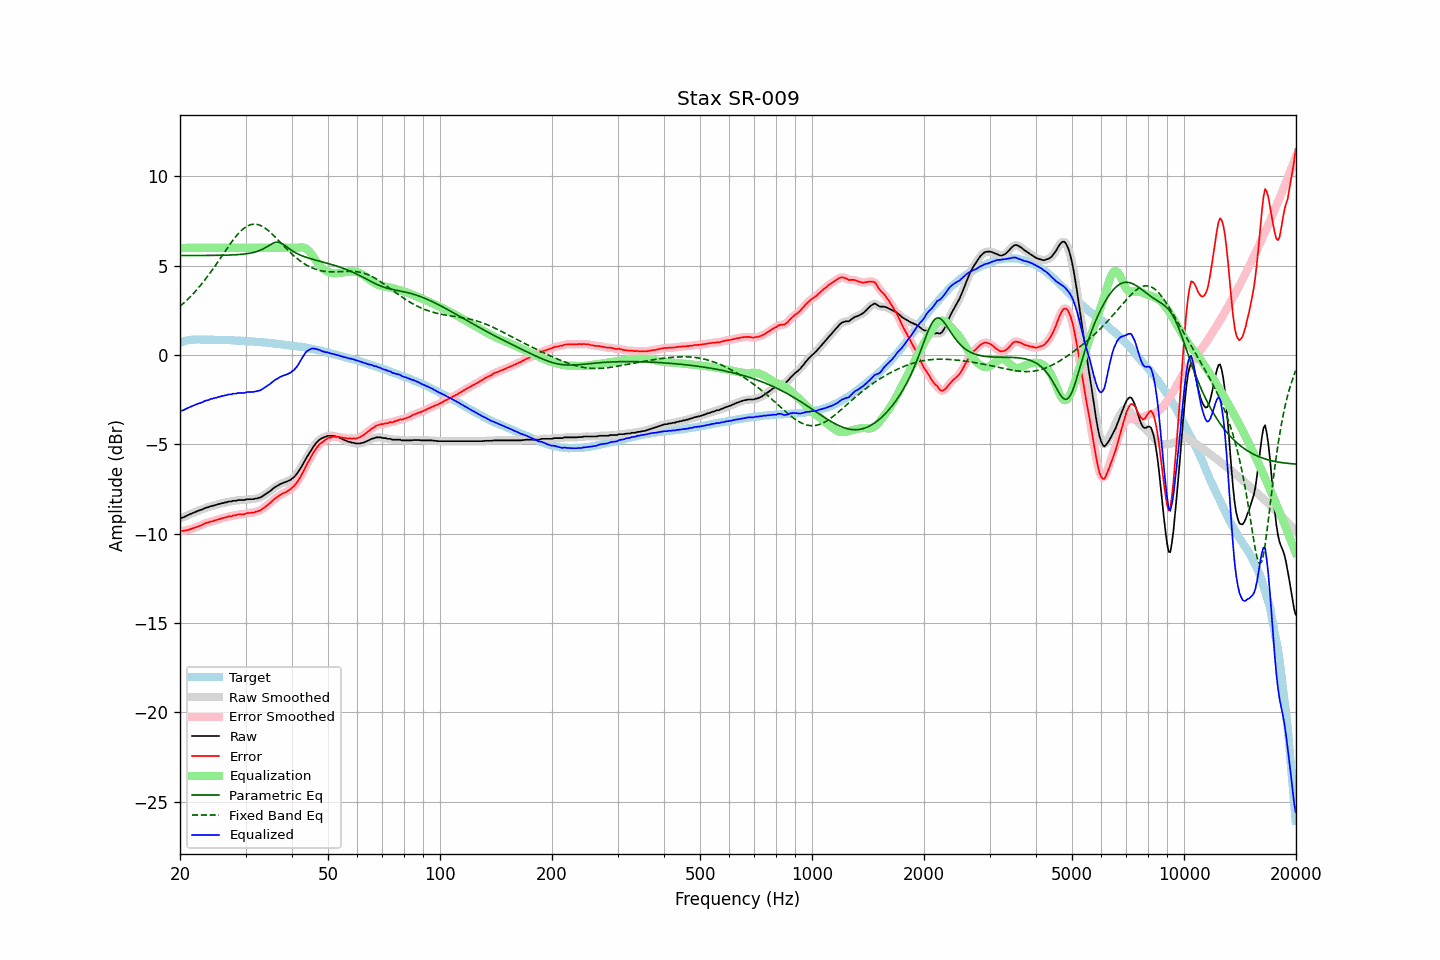 Stax SR-009
Amplitude (dBr)
10
5
0
−5
−10
−15
−20
−25
Target
Raw Smoothed
Error Smoothed
Raw
Error
Equalization
Parametric Eq
Fixed Band Eq
Equalized
20 50 100 200 500 1000 2000 5000 10000 20000
Frequency (Hz)